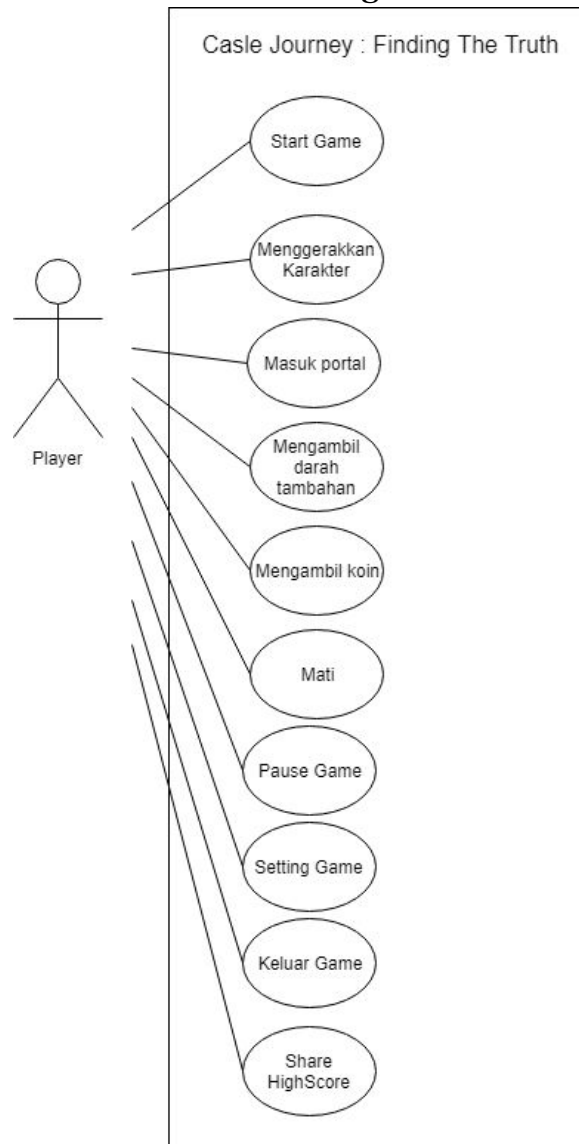 Casle Journey : Finding The Truth
Start Game
Menggerakkan
Karakter
Masuk portal
Mengambil
darah
tambahan
Player
Mengambil koin
Mati
Pause Game
Setting Game
Keluar Game
Share
HighScore